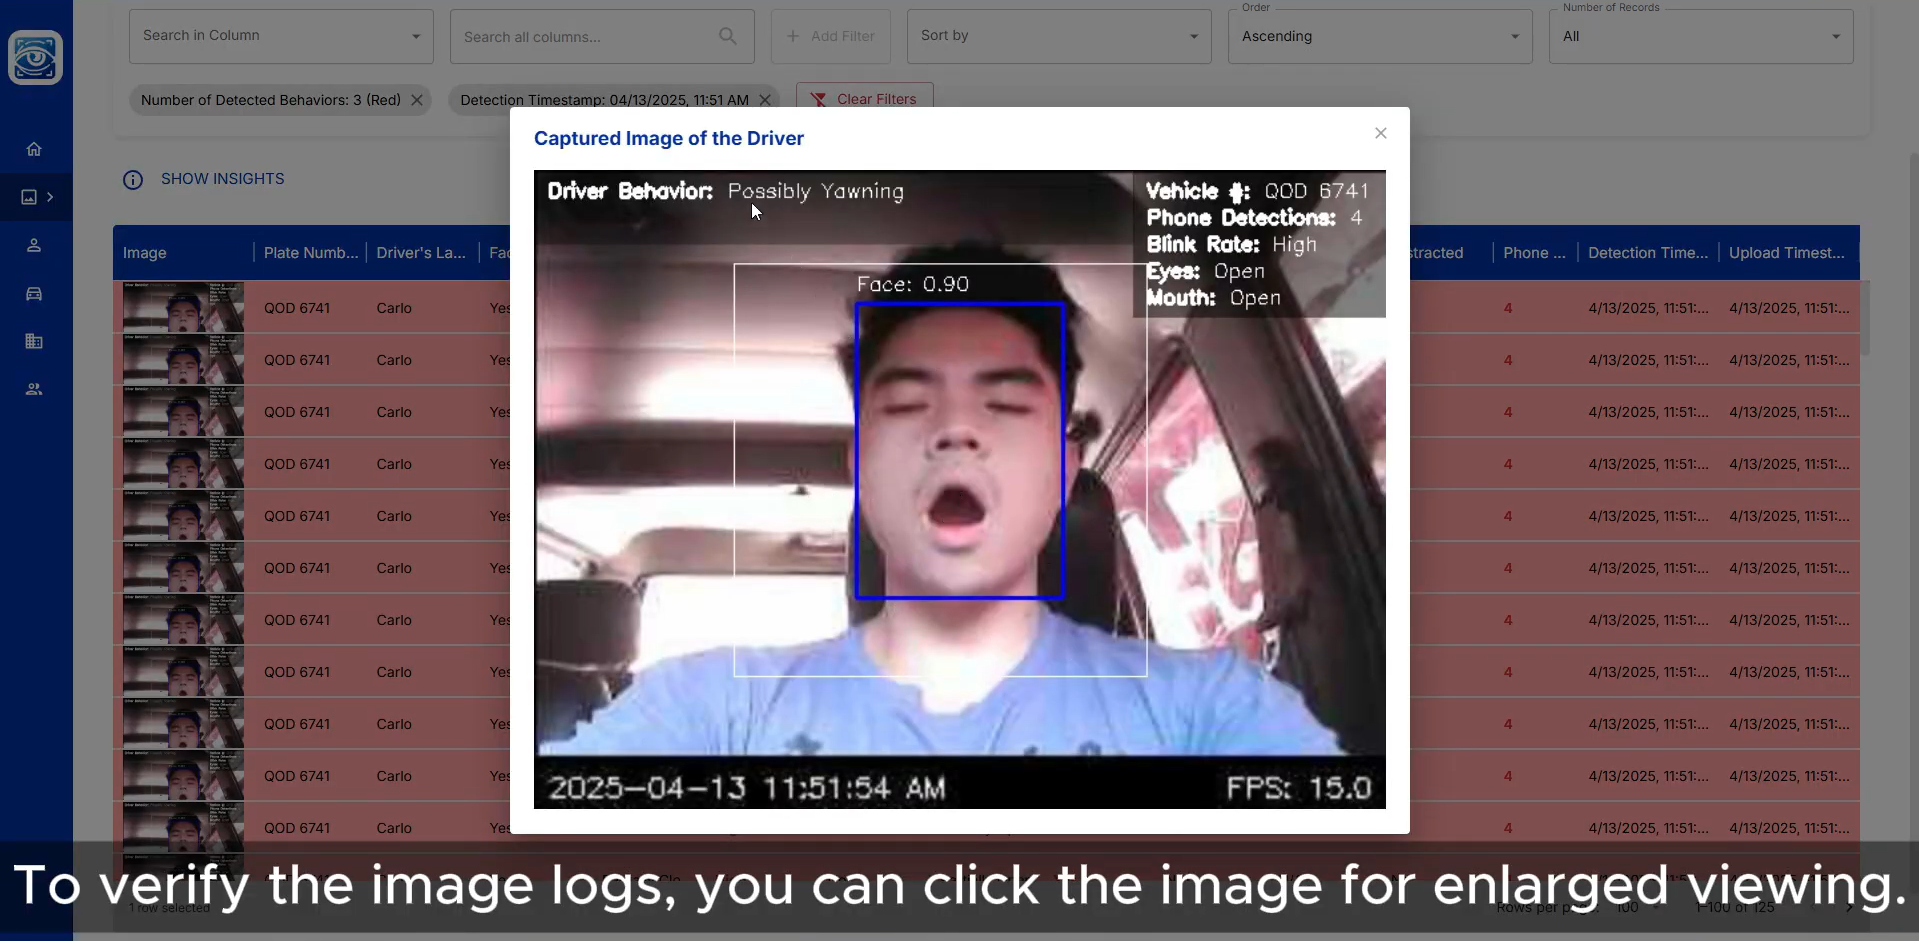 Search in Column
Search all columns...
Add Filter
Sort by
Order
Ascending
Number of Records
All
Number of Detected Behaviors: 3 (Red)
Detection Timestamp: 04/13/2025, 11:51 AM
Clear Filters
Captured Image of the Driver
SHOW INSIGHTS
Driver Behavior: Possibly Yawning
Vehicle #: QOD 6741
Phone Detections: 4
Blink Rate: High
Eyes: Open
Mouth: Open
Face: 0.90
2025-04-13 11:51:54 AM
FPS: 15.0
Image Plate Numb... Driver's La... Phone ... Detection Time... Upload Timest...
QOD 6741 Carlo Yes 4 4/13/2025, 11:51:... 4/13/2025, 11:51:...
QOD 6741 Carlo Yes 4 4/13/2025, 11:51:... 4/13/2025, 11:51:...
QOD 6741 Carlo Yes 4 4/13/2025, 11:51:... 4/13/2025, 11:51:...
QOD 6741 Carlo Yes 4 4/13/2025, 11:51:... 4/13/2025, 11:51:...
QOD 6741 Carlo Yes 4 4/13/2025, 11:51:... 4/13/2025, 11:51:...
QOD 6741 Carlo Yes 4 4/13/2025, 11:51:... 4/13/2025, 11:51:...
QOD 6741 Carlo Yes 4 4/13/2025, 11:51:... 4/13/2025, 11:51:...
QOD 6741 Carlo Yes 4 4/13/2025, 11:51:... 4/13/2025, 11:51:...
QOD 6741 Carlo Yes 4 4/13/2025, 11:51:... 4/13/2025, 11:51:...
QOD 6741 Carlo Yes 4 4/13/2025, 11:51:... 4/13/2025, 11:51:...
QOD 6741 Carlo Yes 4 4/13/2025, 11:51:... 4/13/2025, 11:51:...
To verify the image logs, you can click the image for enlarged viewing.
1 row selected
Rows per page: 100 1–100 of 125